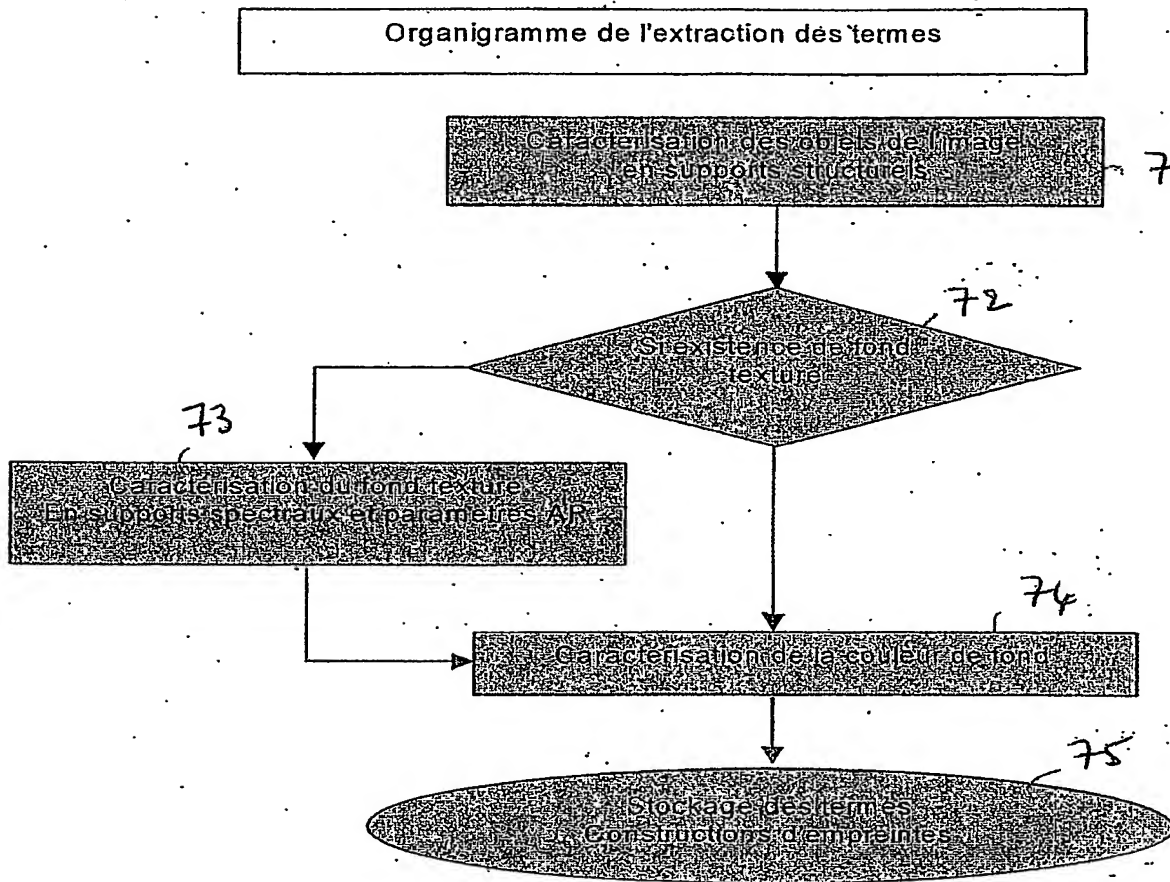 Organigramme de l'extraction des termes
Caractérisation des objets de l'image
en supports structurels
7
72
Si existence de fond
texturé
73
Caractérisation du fond texture,
En supports spectraux et paramètres AR
74
Caractérisation de la couleur de fond
75
Stockage des termes
Constructions d'empreintes